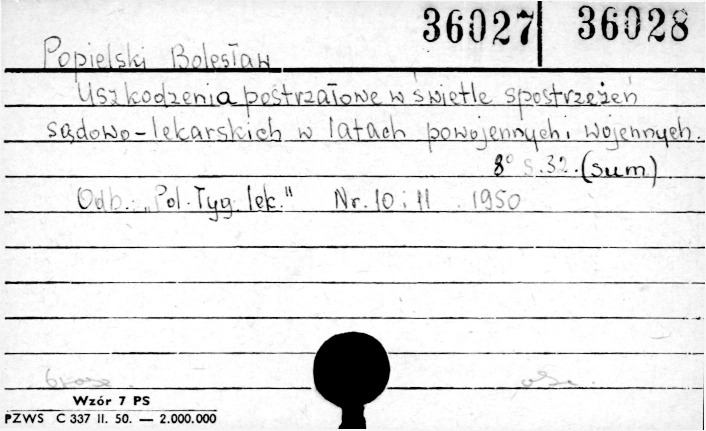 36027 | 36028
Popielski Bolesław
Uszkodzenia postrzałowe w świetle spostrzeżeń
sądowo-lekarskich w latach powojennych i wojennych.
8° s. 32. (sum)
Odb. „Pol. Tyg. lek." Nr. 10 i 11 . 1950
Wzór 7 PS
PZWS C 337 II. 50. — 2.000.000